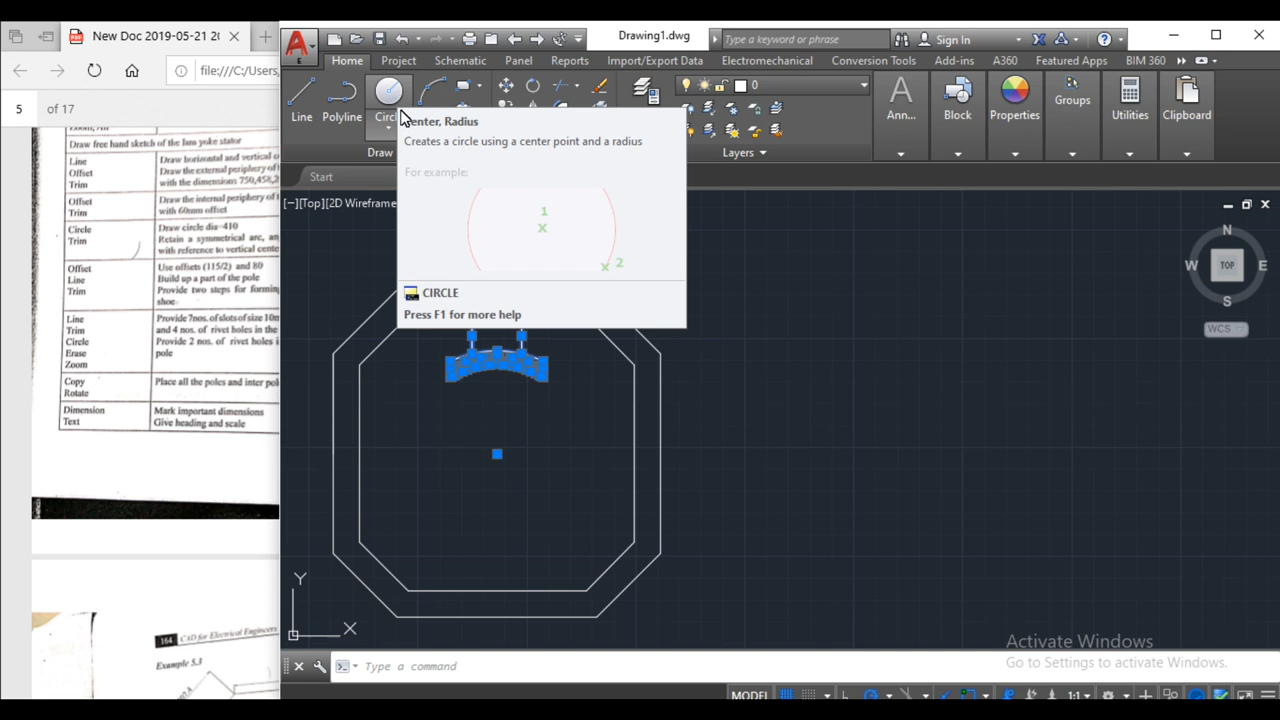 New Doc 2019-05-21 20
file:///C:/Users,
5 of 17
Draw free hand sketch of the fans yoke stator
Line
Offset
Trim
Draw horizontal and vertical c
Draw the external periphery of
with the dimensions 750,458,2
Offset
Trim
Draw the internal periphery of
with 60mm offset
Circle
Trim
Draw circle dia=410
Retain a symmetrical arc, an
with reference to vertical cente
Offset
Line
Trim
Use offsets (115/2) and 80
Build up a part of the pole
Provide two steps for forming
shoe.
Line
Trim
Circle
Erase
Zoom
Provide 7nos. of slots of size 10m
and 4 nos. of rivet holes in the
Provide 2 nos. of rivet holes i
pole
Copy
Rotate
Place all the poles and inter pol
Dimension
Text
Mark important dimensions
Give heading and scale
164 CAD for Electrical Engineers
Example 5.3
A
E
Drawing1.dwg
Type a keyword or phrase
Sign In
Home
Project
Schematic
Panel
Reports
Import/Export Data
Electromechanical
Conversion Tools
Add-ins
A360
Featured Apps
BIM 360
Line
Polyline
Circl
Draw
0
Layers
A
Ann...
Block
Properties
Groups
Utilities
Clipboard
Start
Center, Radius
Creates a circle using a center point and a radius
For example:
1
x
x 2
CIRCLE
Press F1 for more help
[−][Top][2D Wireframe
N
W
TOP
E
S
WCS
Y
X
Activate Windows
Go to Settings to activate Windows.
Type a command
MODEL
1:1